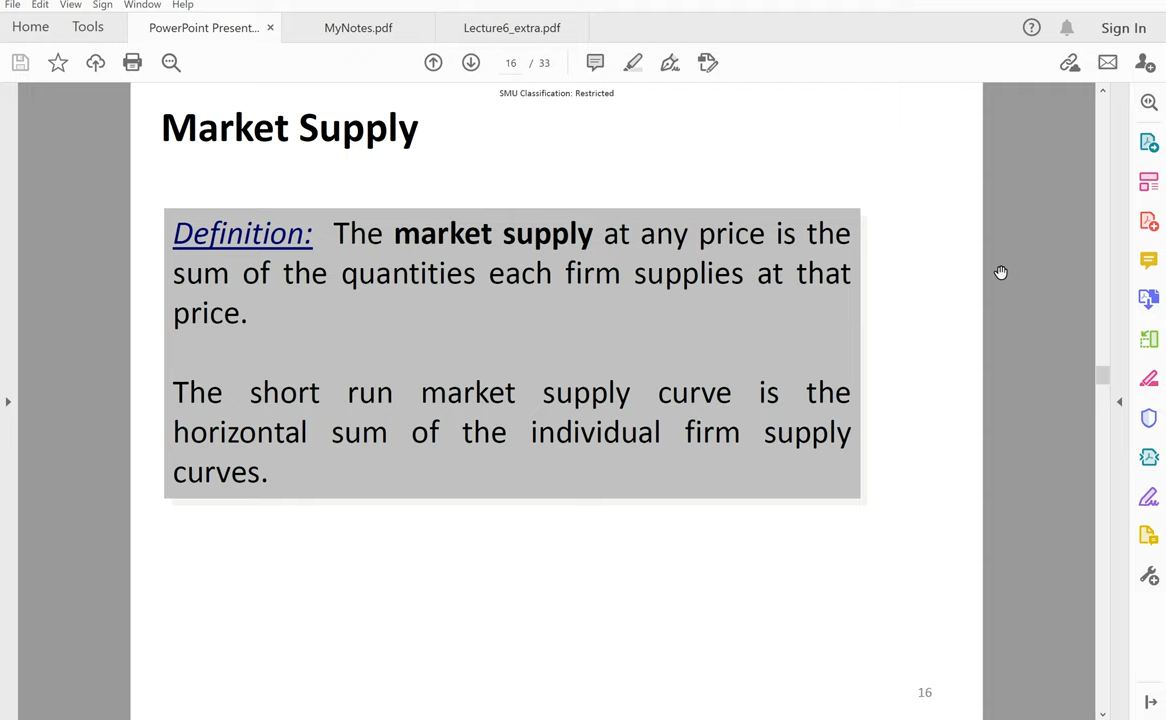 File Edit View Sign Window Help
Home Tools PowerPoint Present... × MyNotes.pdf Lecture6_extra.pdf Sign In
16 / 33
SMU Classification: Restricted
Market Supply
Definition: The market supply at any price is the
sum of the quantities each firm supplies at that
price.
The short run market supply curve is the
horizontal sum of the individual firm supply
curves.
16